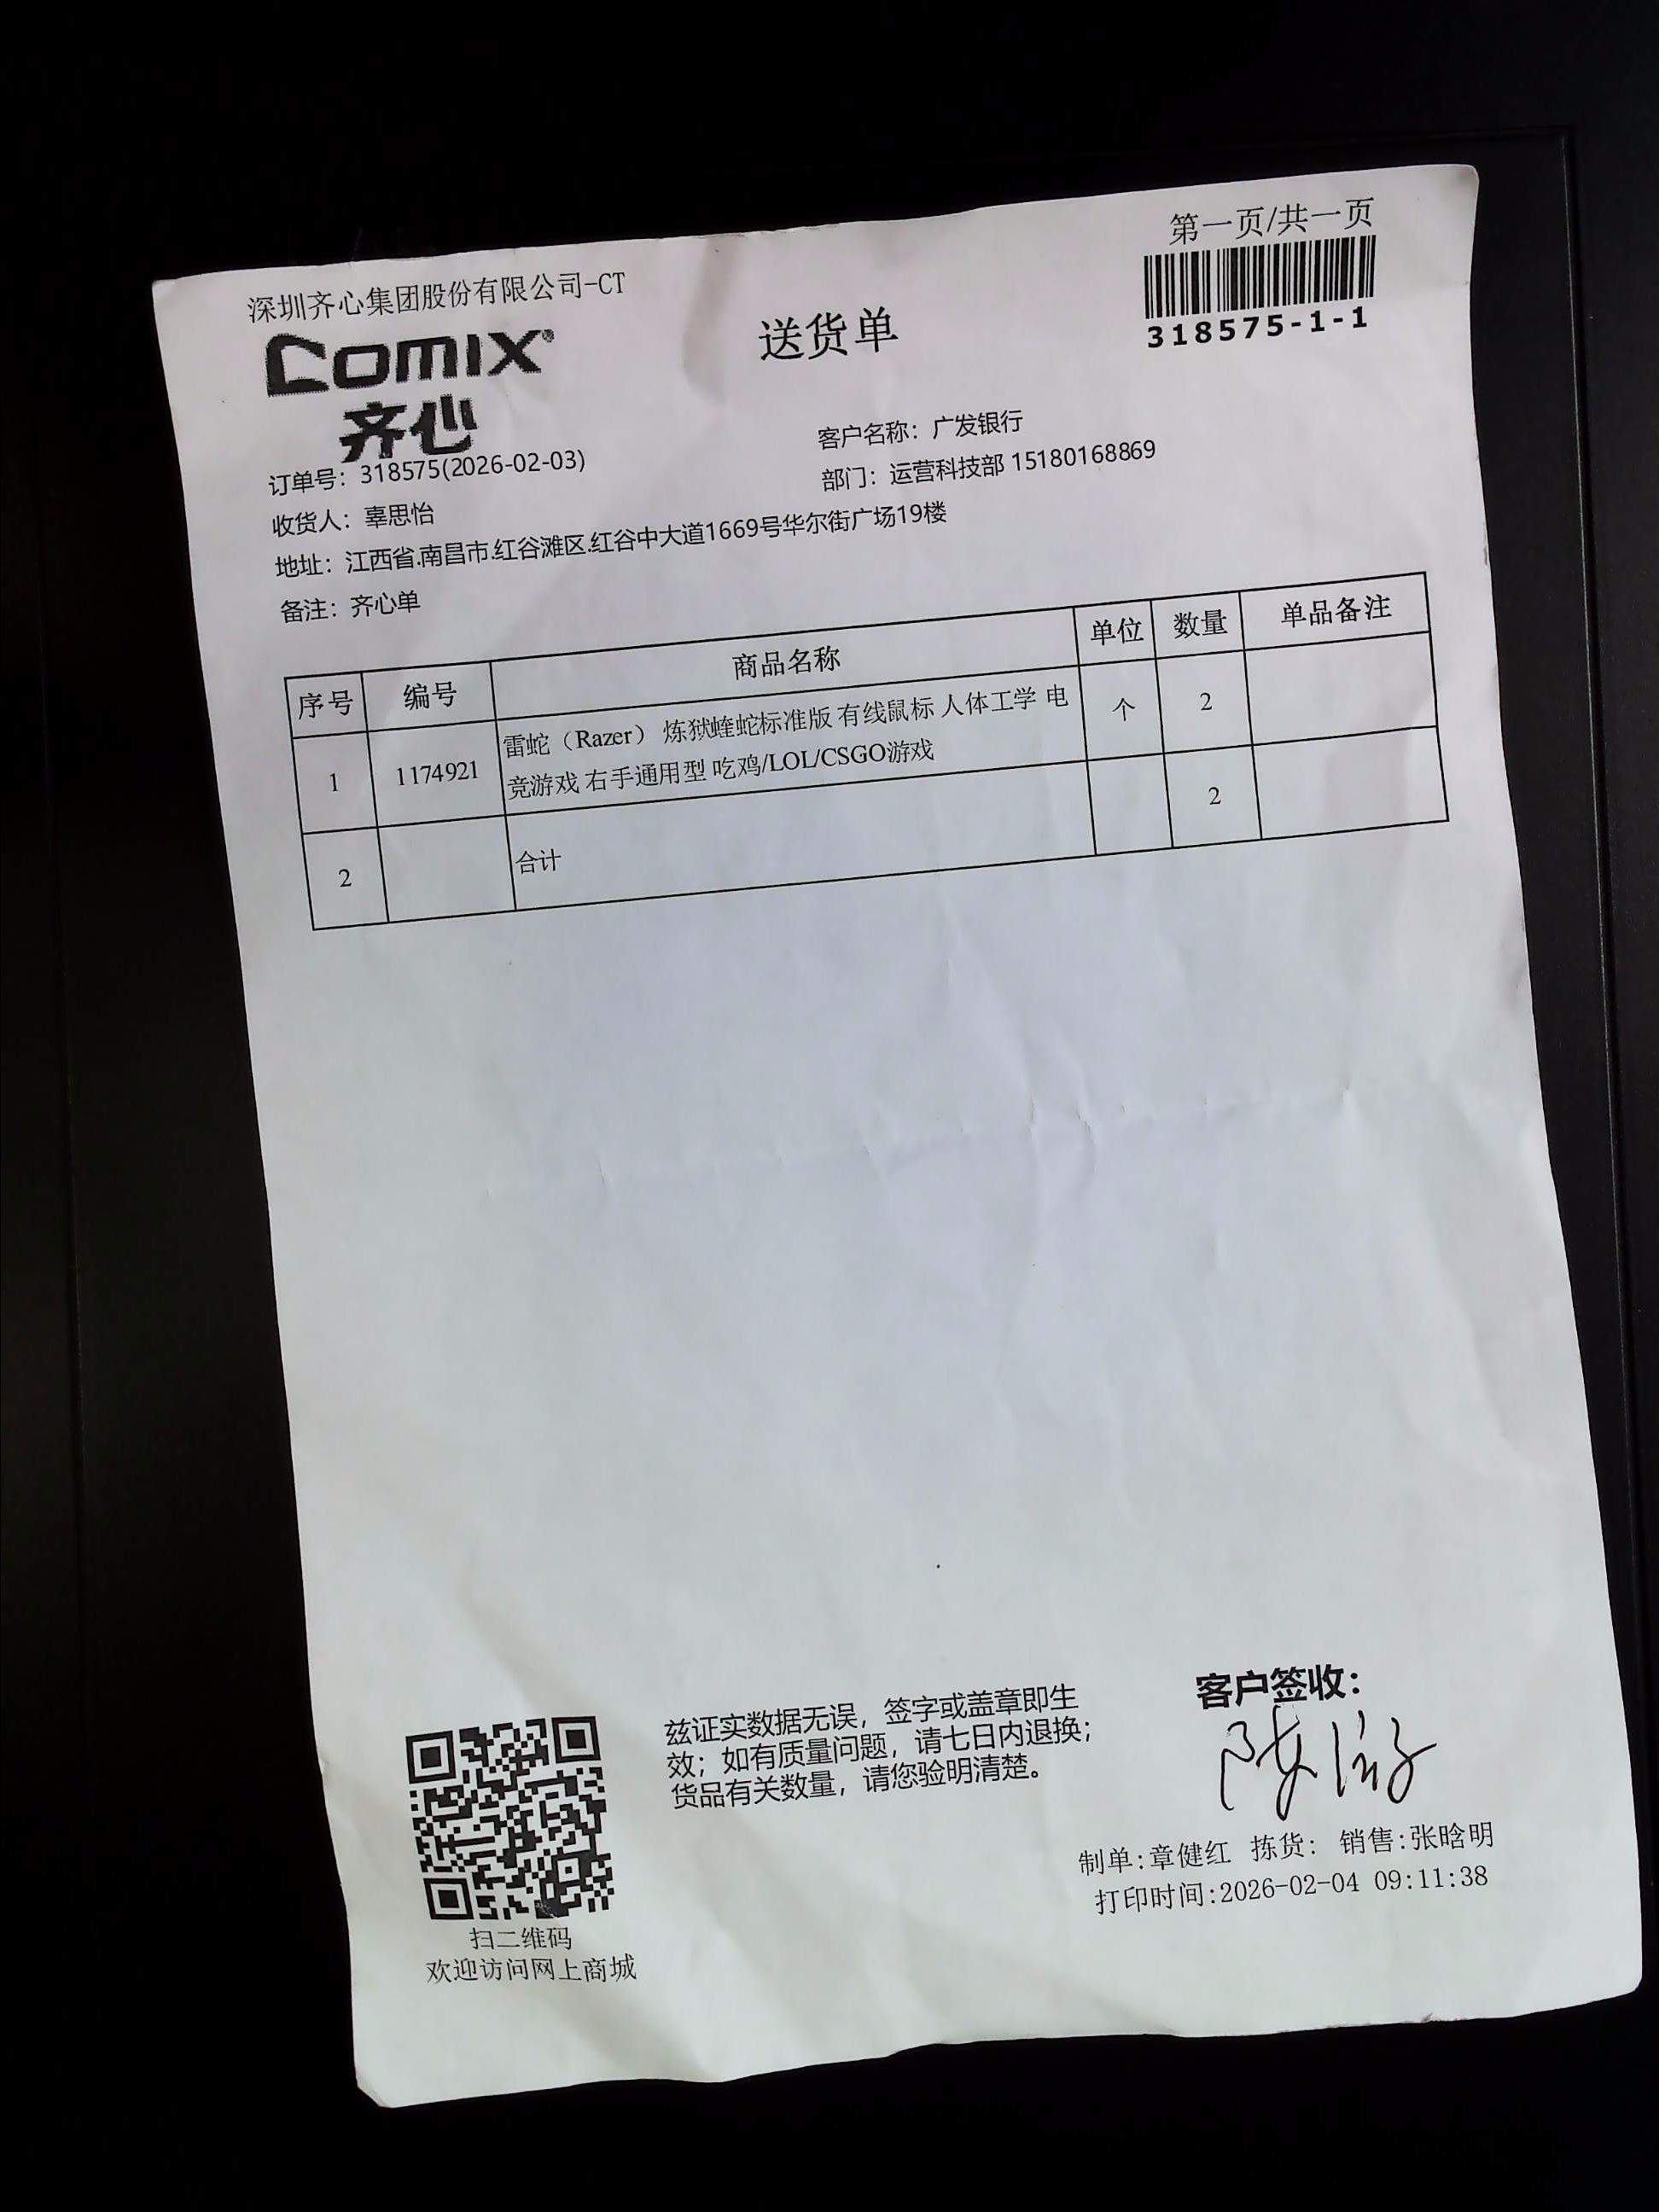 第一页/共一页
深圳齐心集团股份有限公司-CT
COMIX®
齐心
送货单
318575-1-1
订单号：318575(2026-02-03)
客户名称：广发银行
收货人：辜思怡
部门：运营科技部 15180168869
地址：江西省.南昌市.红谷滩区.红谷中大道1669号华尔街广场19楼
备注：齐心单
序号 编号 商品名称 单位 数量 单品备注
1 1174921 雷蛇（Razer） 炼狱蝰蛇标准版 有线鼠标 人体工学 电 个 2
竞游戏 右手通用型 吃鸡/LOL/CSGO游戏
2 合计 2
兹证实数据无误，签字或盖章即生
效；如有质量问题，请七日内退换；
货品有关数量，请您验明清楚。
客户签收：
制单:章健红 拣货: 销售:张晗明
打印时间:2026-02-04 09:11:38
扫二维码
欢迎访问网上商城